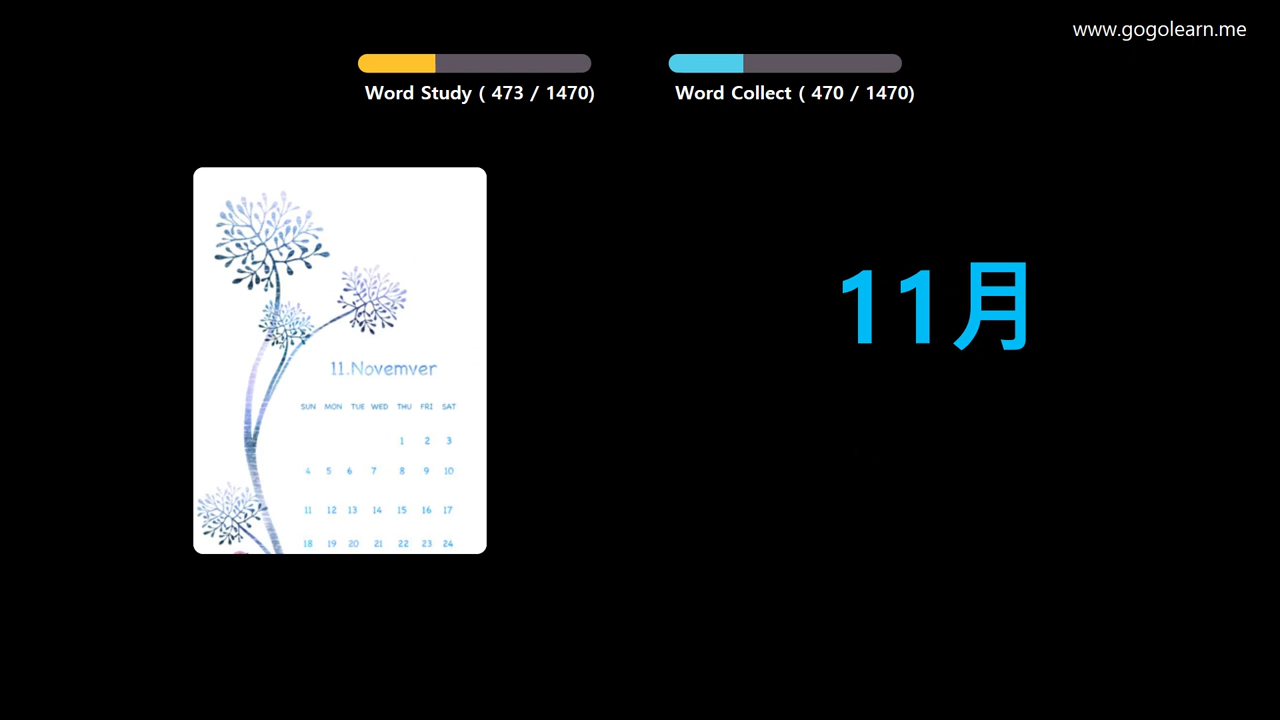 www.gogolearn.me
Word Study ( 473 / 1470)
Word Collect ( 470 / 1470)
11.Novemver
SUN MON TUE WED THU FRI SAT
1 2 3
4 5 6 7 8 9 10
11 12 13 14 15 16 17
18 19 20 21 22 23 24
11月